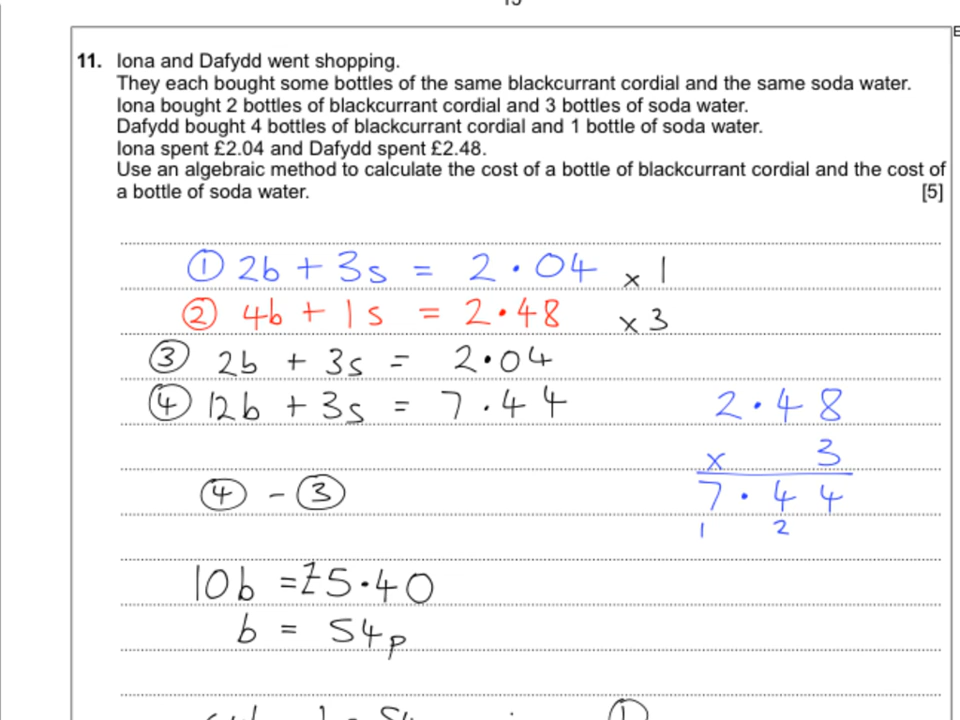 11. Iona and Dafydd went shopping.
They each bought some bottles of the same blackcurrant cordial and the same soda water.
Iona bought 2 bottles of blackcurrant cordial and 3 bottles of soda water.
Dafydd bought 4 bottles of blackcurrant cordial and 1 bottle of soda water.
Iona spent £2.04 and Dafydd spent £2.48.
Use an algebraic method to calculate the cost of a bottle of blackcurrant cordial and the cost of
a bottle of soda water. [5]
① 2b + 3s = 2.04 × 1
② 4b + 1s = 2.48 × 3
③ 2b + 3s = 2.04
④ 12b + 3s = 7.44
2.48
× 3
7.44
1 2
④ - ③
10b = £5.40
b = 54p